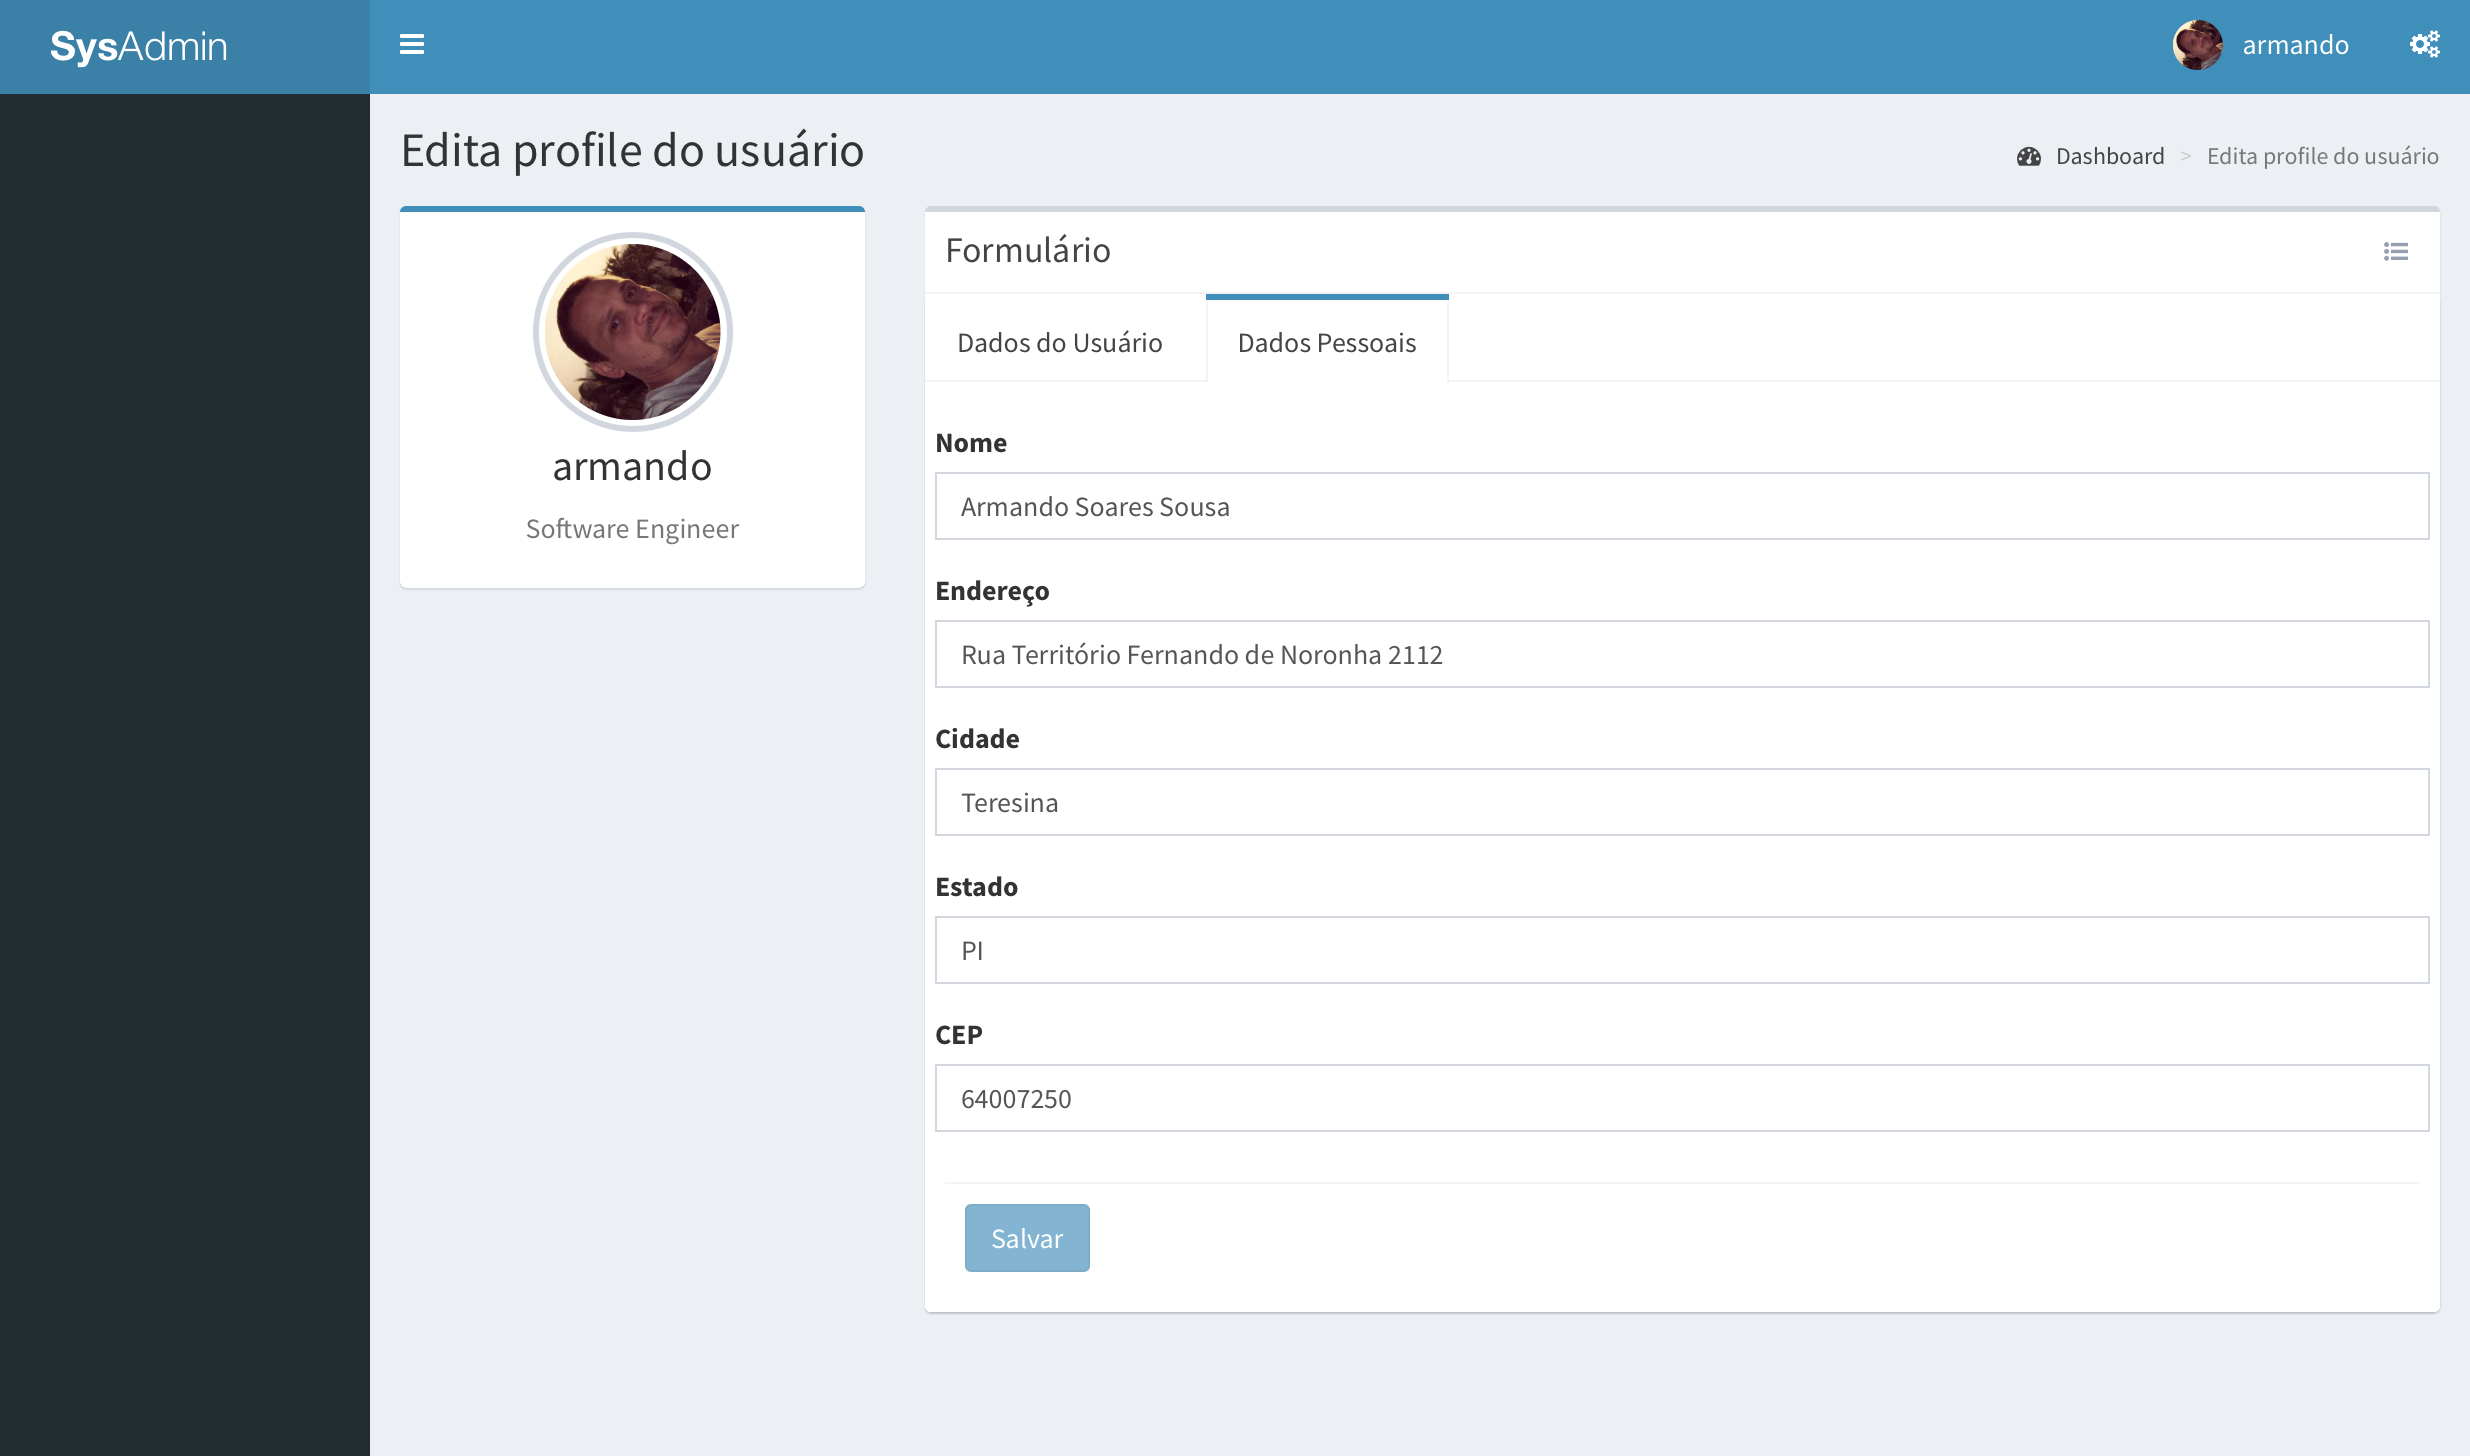 SysAdmin
armando
Edita profile do usuário
Dashboard > Edita profile do usuário
armando
Software Engineer
Formulário
Dados do Usuário
Dados Pessoais
Nome
Armando Soares Sousa
Endereço
Rua Território Fernando de Noronha 2112
Cidade
Teresina
Estado
PI
CEP
64007250
Salvar